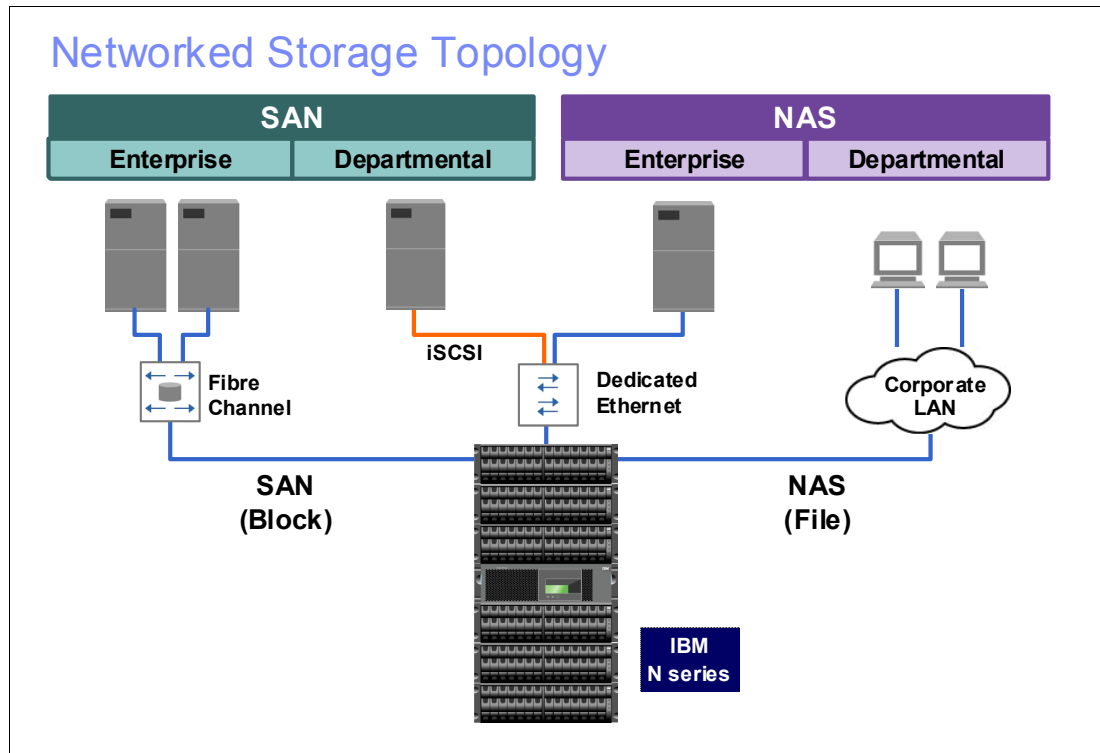 Networked Storage Topology
SAN
NAS
Enterprise
Departmental
Enterprise
Departmental
iSCSI
Fibre
Channel
Dedicated
Ethernet
Corporate
LAN
SAN
(Block)
NAS
(File)
IBM
N series